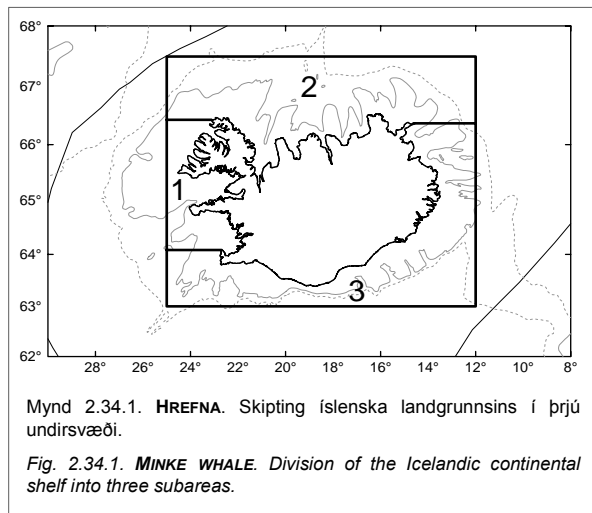 68°
67°
2
66°
65°
1
64°
3
63°
62°
28° 26° 24° 22° 20° 18° 16° 14° 12° 10° 8°
Mynd 2.34.1. HREFNA. Skipting íslenska landgrunnsins í þrjú
undirsvæði.
Fig. 2.34.1. MINKE WHALE. Division of the Icelandic continental
shelf into three subareas.